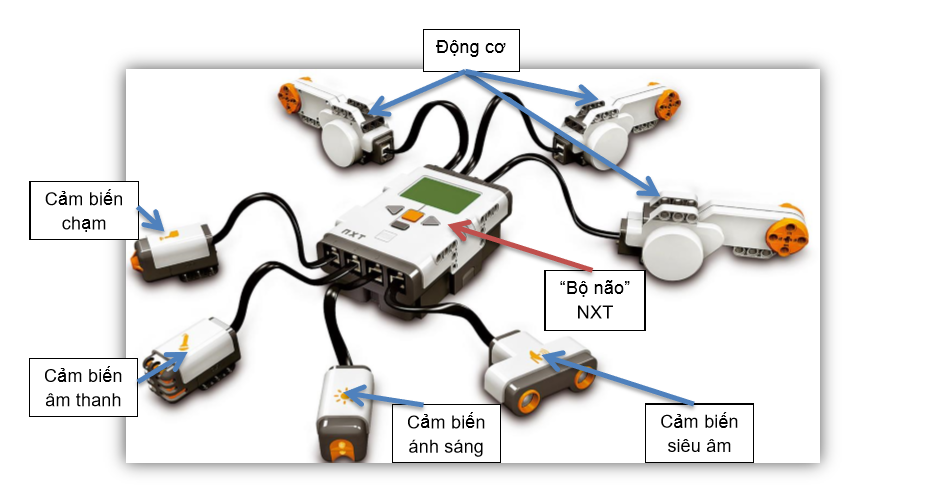 Động cơ
Cảm biến
chạm
nxt
“Bộ não”
NXT
Cảm biến
âm thanh
Cảm biến
ánh sáng
Cảm biến
siêu âm